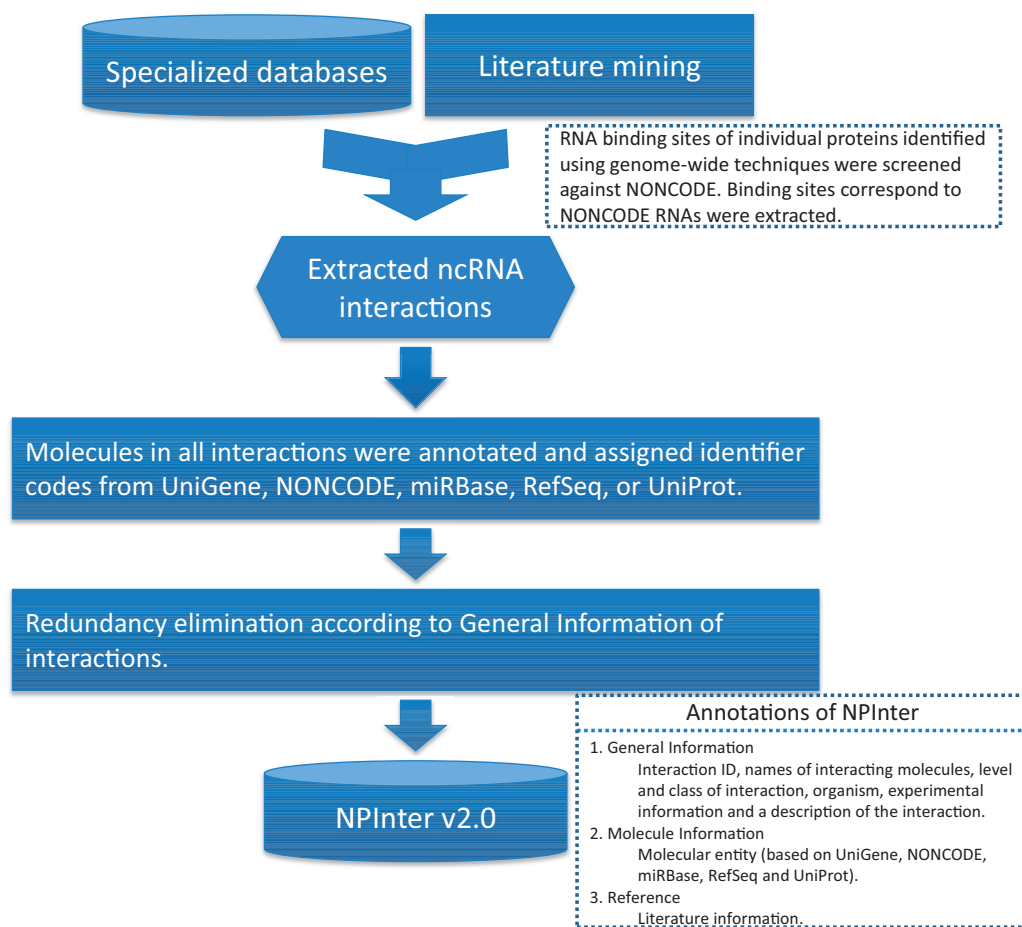 Specialized databases
Literature mining
RNA binding sites of individual proteins identified
using genome-wide techniques were screened
against NONCODE. Binding sites correspond to
NONCODE RNAs were extracted.
Extracted ncRNA
interactions
Molecules in all interactions were annotated and assigned identifier
codes from UniGene, NONCODE, miRBase, RefSeq, or UniProt.
Redundancy elimination according to General Information of
interactions.
NPInter v2.0
Annotations of NPInter
1. General Information
Interaction ID, names of interacting molecules, level
and class of interaction, organism, experimental
information and a description of the interaction.
2. Molecule Information
Molecular entity (based on UniGene, NONCODE,
miRBase, RefSeq and UniProt).
3. Reference
Literature information.